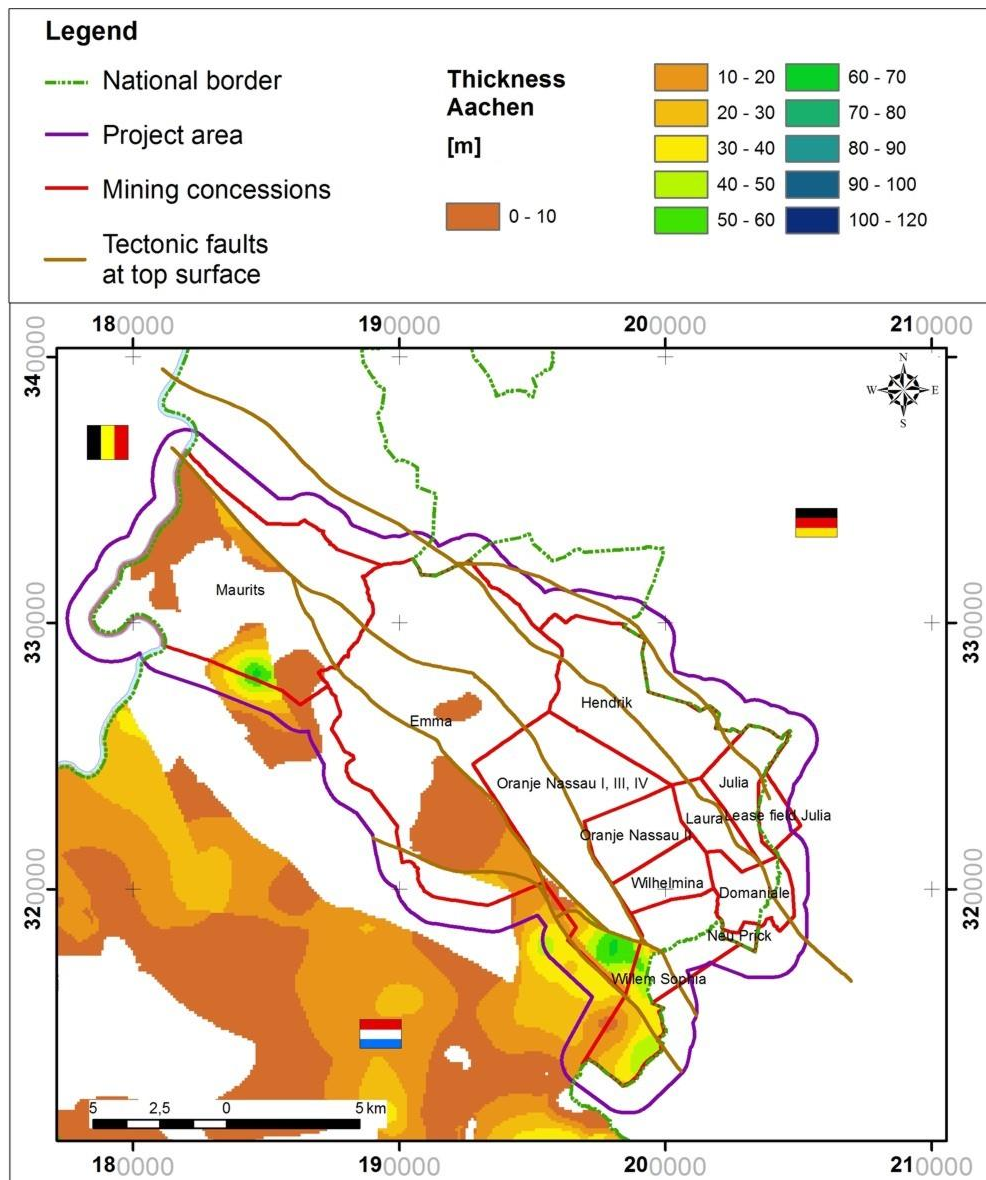 Legend
National border
Project area
Mining concessions
Tectonic faults
at top surface
Thickness
Aachen
[m]
0 - 10
10 - 20
20 - 30
30 - 40
40 - 50
50 - 60
60 - 70
70 - 80
80 - 90
90 - 100
100 - 120
180000 190000 200000 210000
340000
N
W E
S
Maurits
330000 330000
Hendrik
Emma
Oranje Nassau I, III, IV
Julia
Laura
Lease field Julia
Oranje Nassau II
Wilhelmina
Domaniale
320000 320000
Neu Prick
Willem Sophia
5 2,5 0 5 km
180000 190000 200000 210000